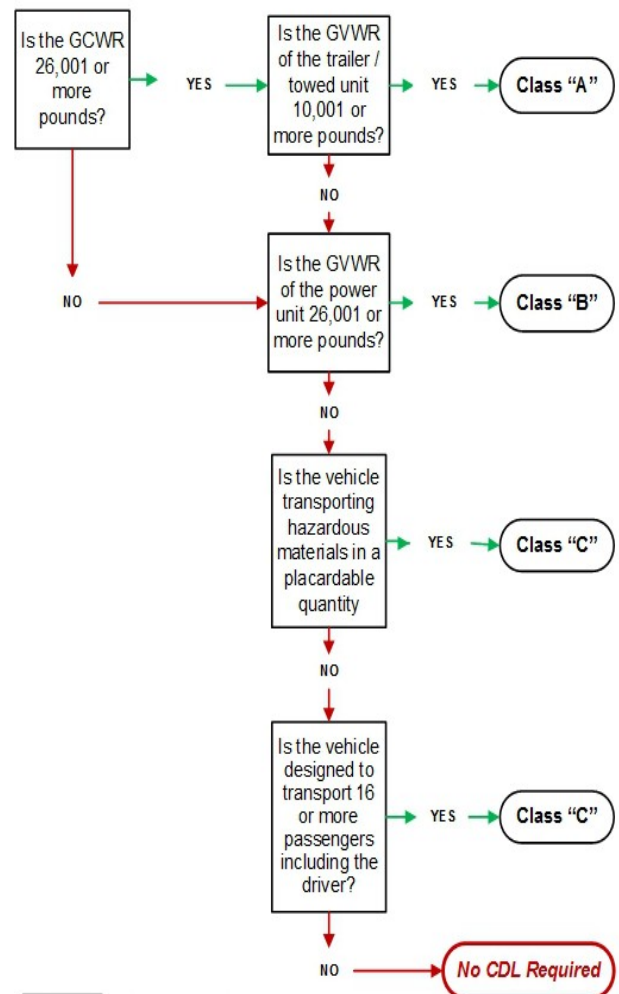 Is the GCWR
26,001 or
more
pounds?
YES
Is the GVWR
of the trailer /
towed unit
10,001 or
more pounds?
YES
Class “A”
NO
NO
Is the GVWR
of the power
unit 26,001 or
more pounds?
YES
Class “B”
NO
Is the vehicle
transporting
hazardous
materials in a
placardable
quantity
YES
Class “C”
NO
Is the vehicle
designed to
transport 16
or more
passengers
including the
driver?
YES
Class “C”
NO
No CDL Required